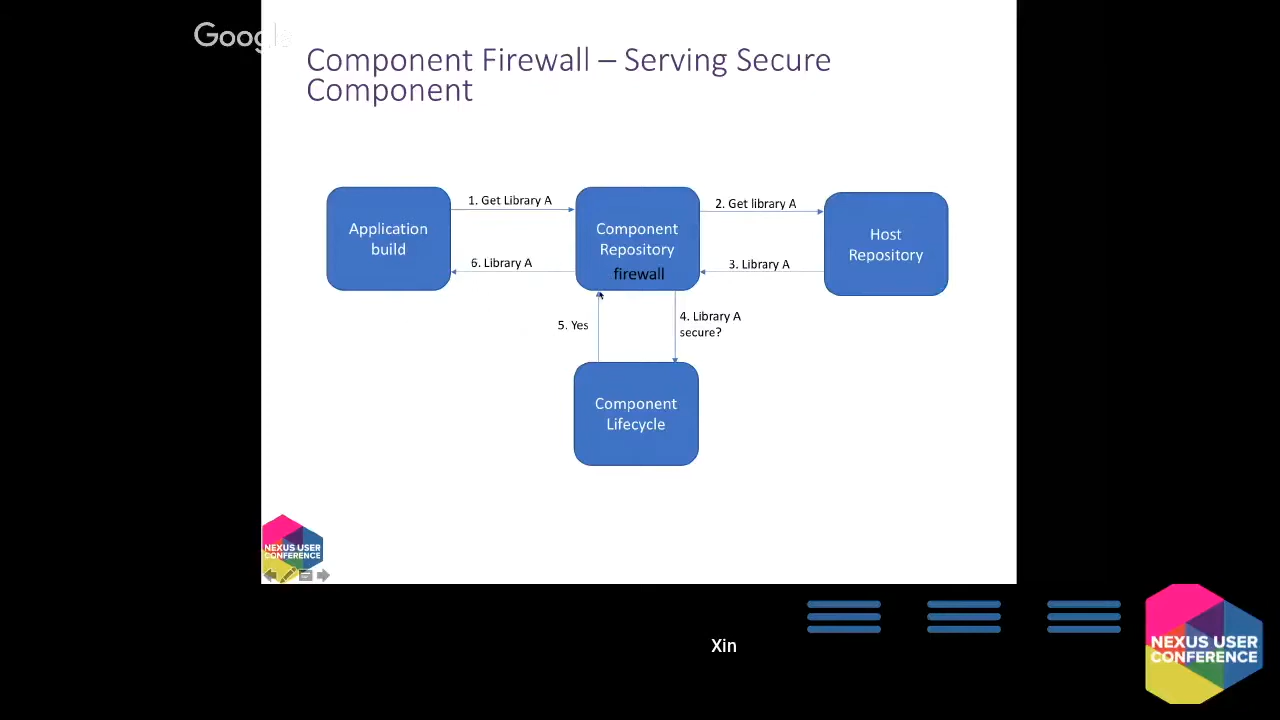 Google
Component Firewall – Serving Secure
Component
1. Get Library A
2. Get library A
Application
build
Component
Repository
firewall
Host
Repository
6. Library A
3. Library A
5. Yes
4. Library A
secure?
Component
Lifecycle
NEXUS USER
CONFERENCE
Xin
NEXUS USER
CONFERENCE